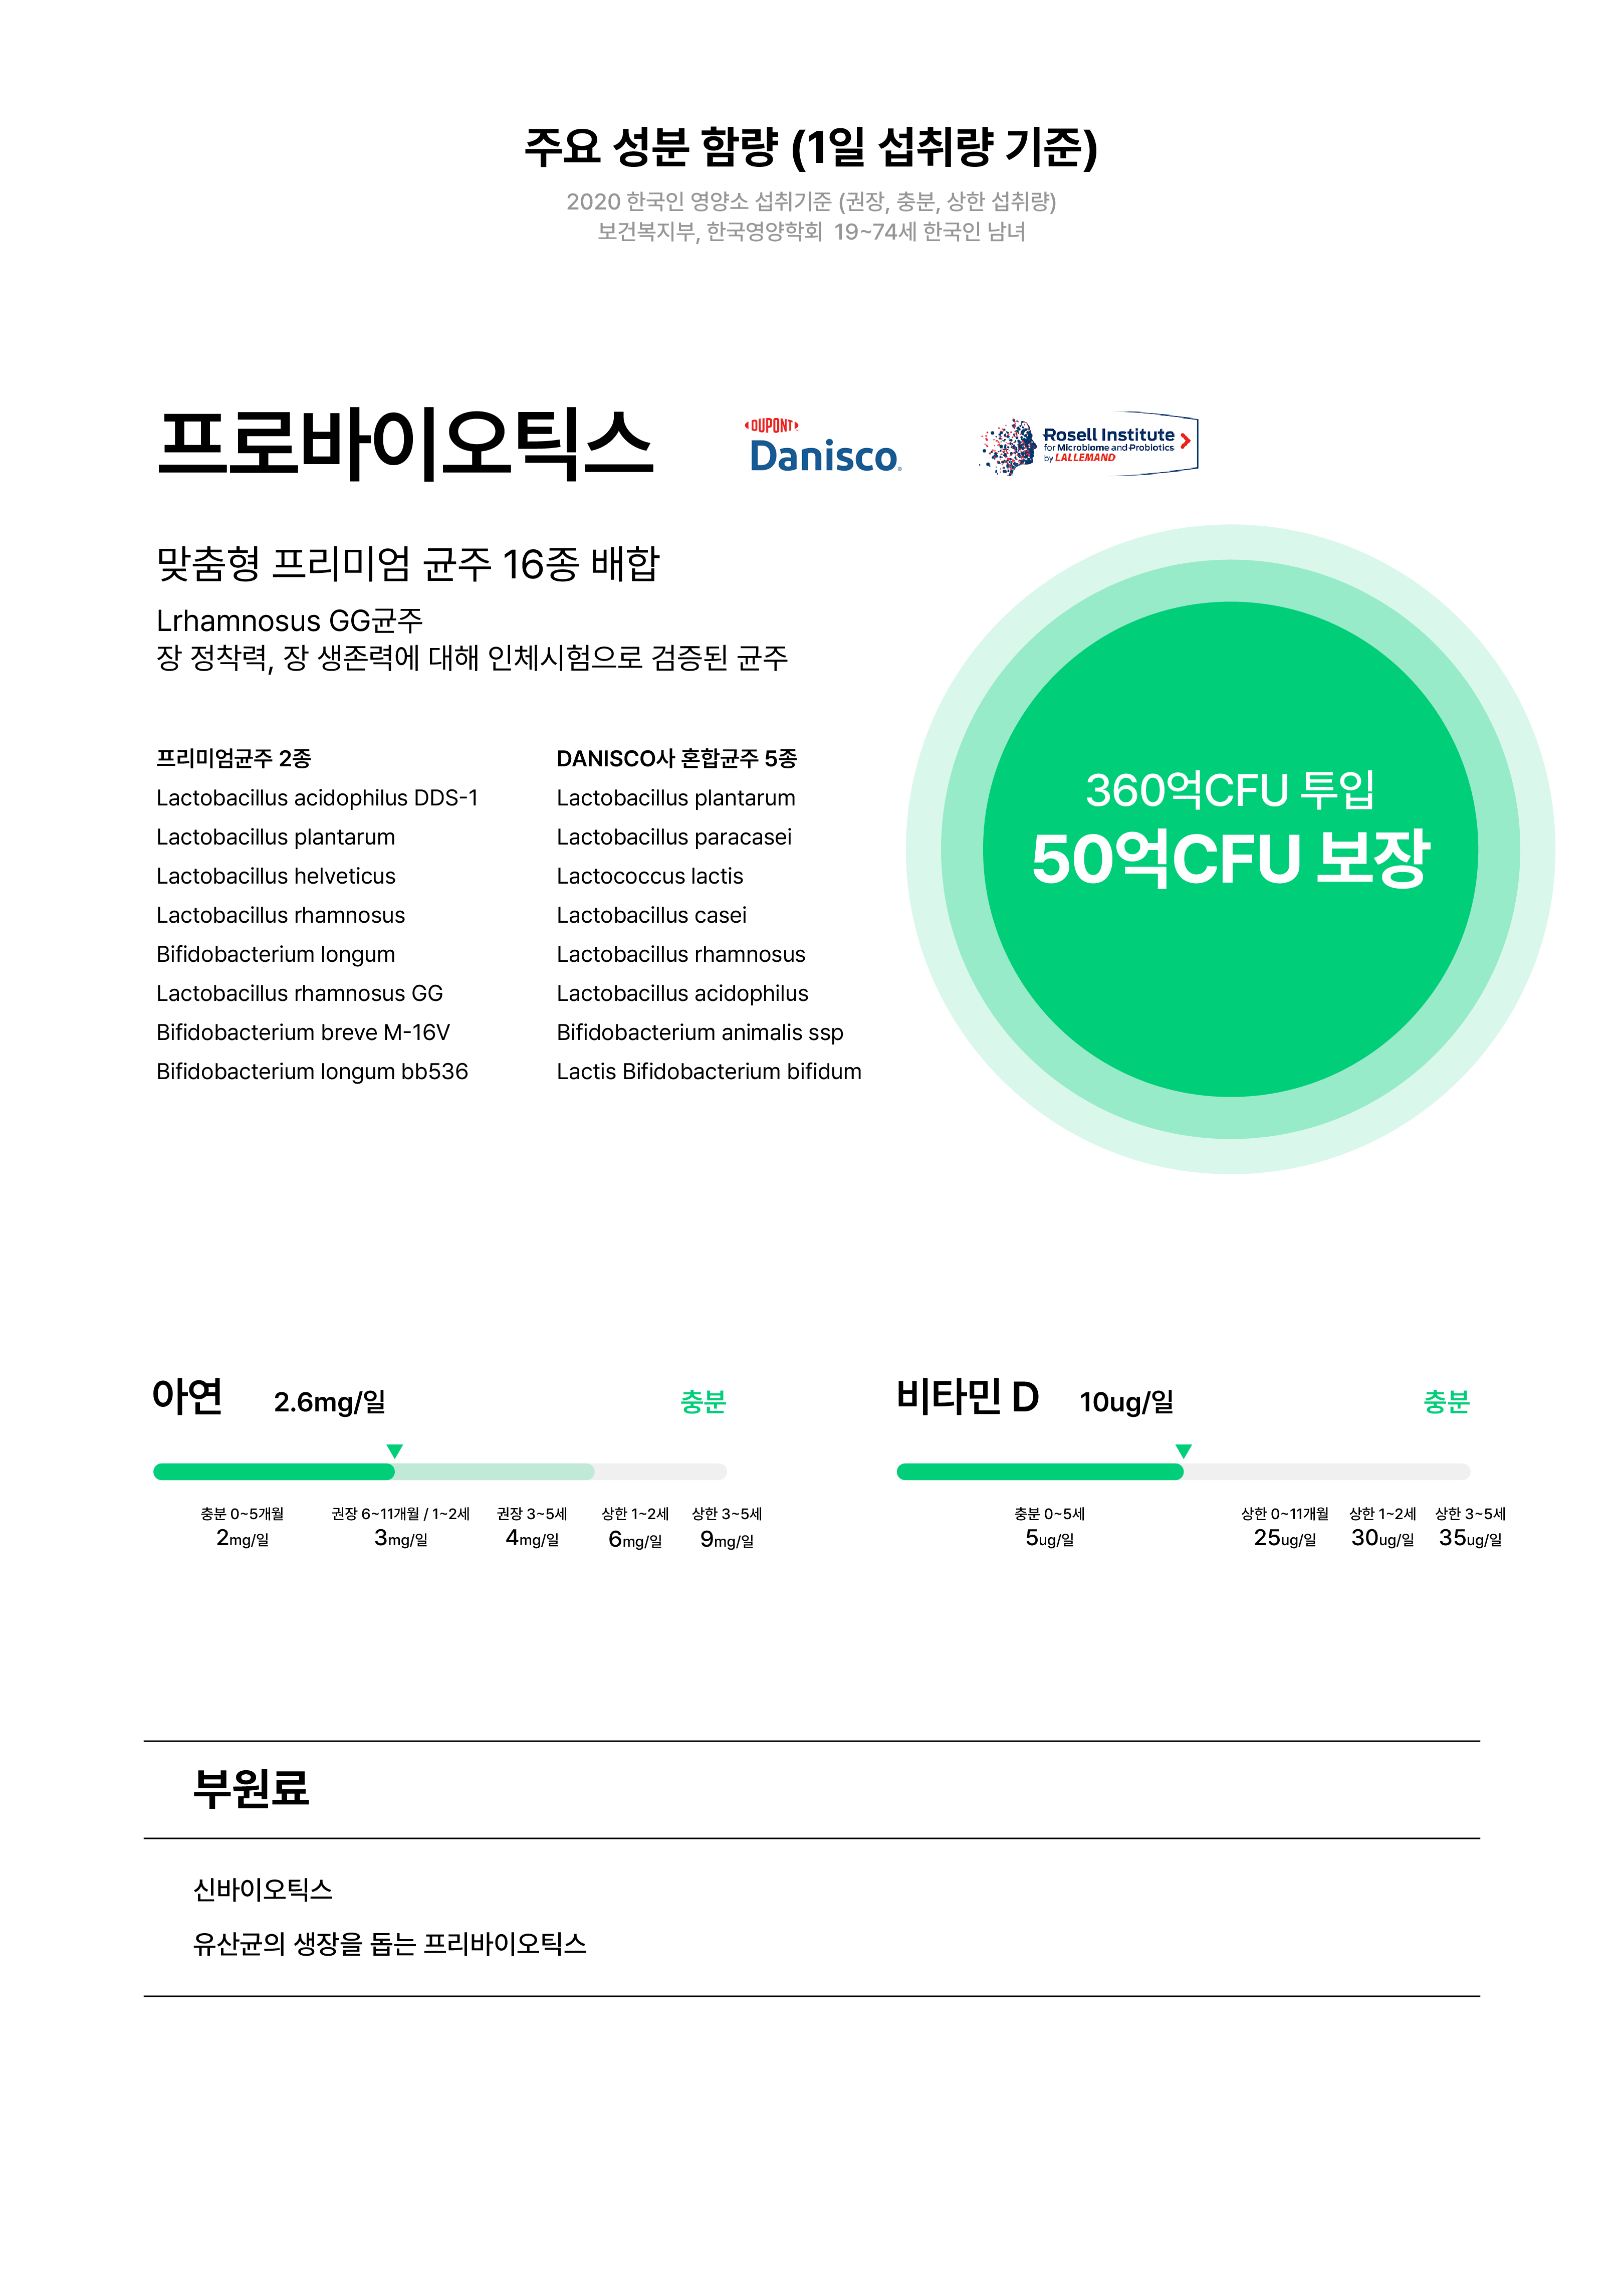 주요 성분 함량 (1일 섭취량 기준)
2020 한국인 영양소 섭취기준 (권장, 충분, 상한 섭취량)
보건복지부, 한국영양학회 19~74세 한국인 남녀
프로바이오틱스
DUPONT
Danisco
Rosell Institute
for Microbiome and Probiotics
by LALLEMAND
맞춤형 프리미엄 균주 16종 배합
Lrhamnosus GG균주
장 정착력, 장 생존력에 대해 인체시험으로 검증된 균주
프리미엄균주 2종
Lactobacillus acidophilus DDS-1
Lactobacillus plantarum
Lactobacillus helveticus
Lactobacillus rhamnosus
Bifidobacterium longum
Lactobacillus rhamnosus GG
Bifidobacterium breve M-16V
Bifidobacterium longum bb536
DANISCO사 혼합균주 5종
Lactobacillus plantarum
Lactobacillus paracasei
Lactococcus lactis
Lactobacillus casei
Lactobacillus rhamnosus
Lactobacillus acidophilus
Bifidobacterium animalis ssp
Lactis Bifidobacterium bifidum
360억CFU 투입
50억CFU 보장
아연 2.6mg/일 충분
충분 0~5개월 권장 6~11개월 / 1~2세 권장 3~5세 상한 1~2세 상한 3~5세
2mg/일 3mg/일 4mg/일 6mg/일 9mg/일
비타민 D 10ug/일 충분
충분 0~5세 상한 0~11개월 상한 1~2세 상한 3~5세
5ug/일 25ug/일 30ug/일 35ug/일
부원료
신바이오틱스
유산균의 생장을 돕는 프리바이오틱스